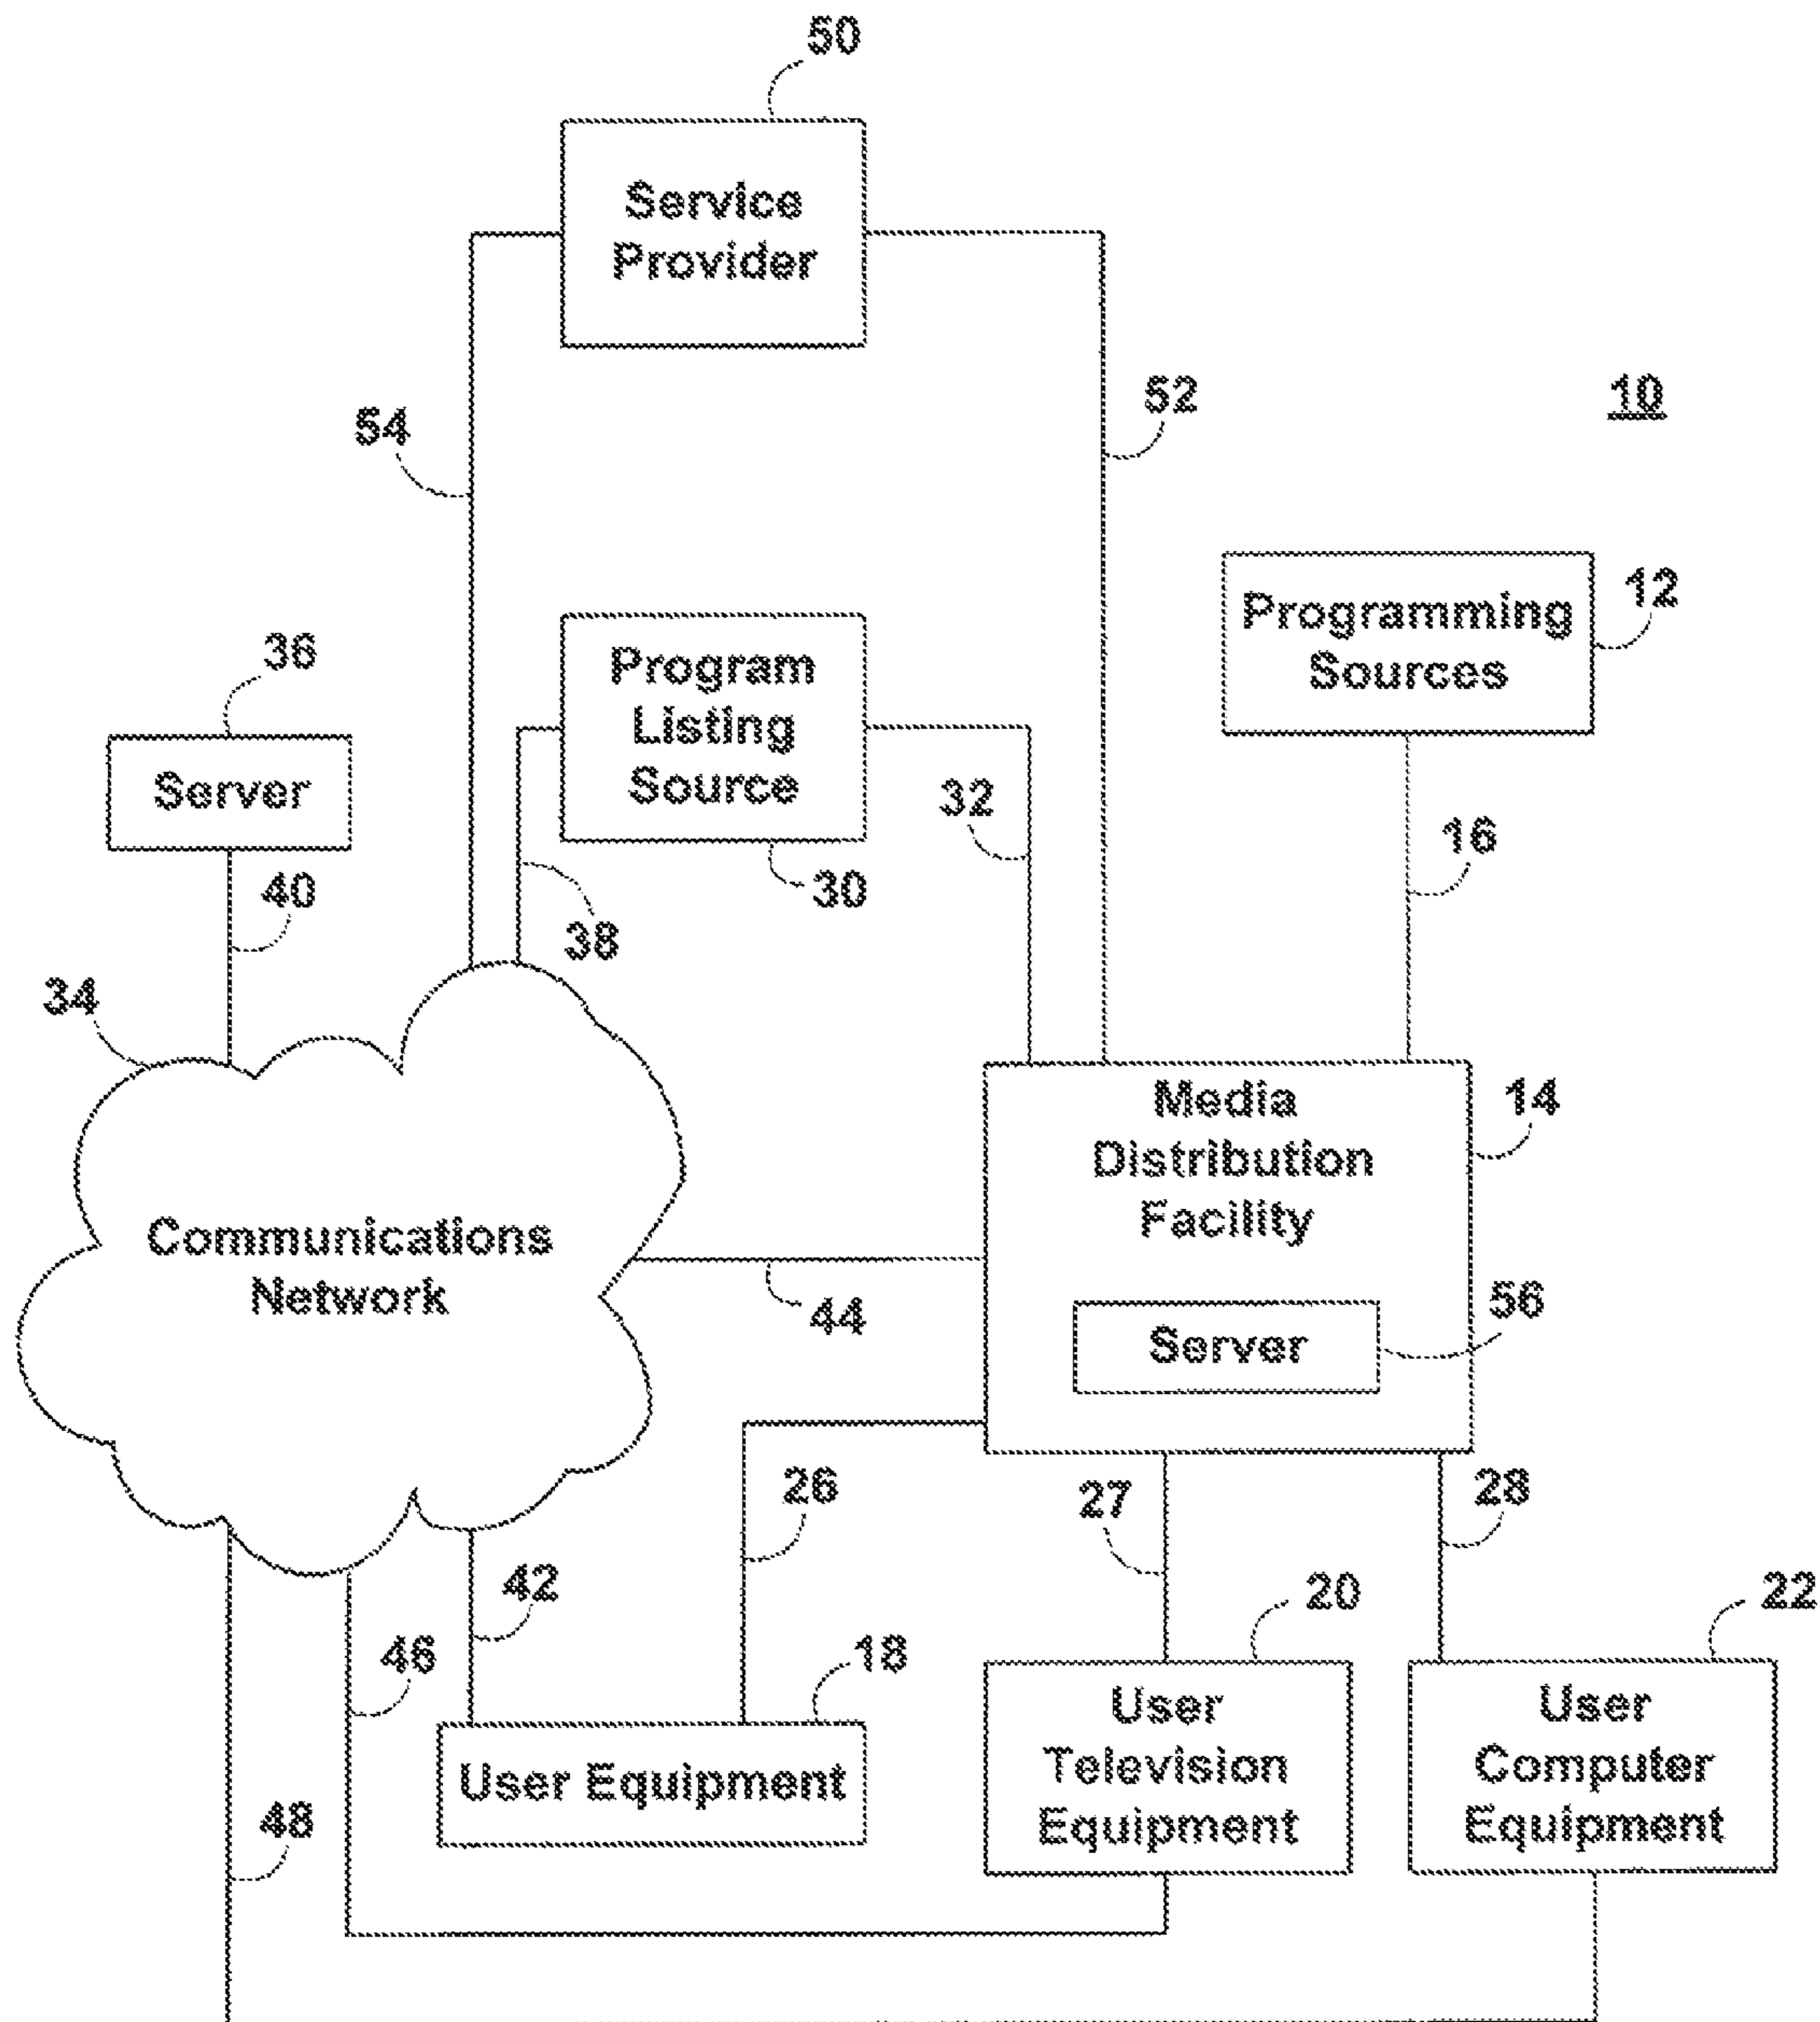 50
Service
Provider
54
52
10
Programming
Sources
12
36
Program
Listing
Source
Server
32
16
40
38
30
34
Media
Distribution
Facility
14
Communications
Network
44
56
Server
26
27
28
42
20
22
46
18
User Equipment
User
Television
Equipment
User
Computer
Equipment
48